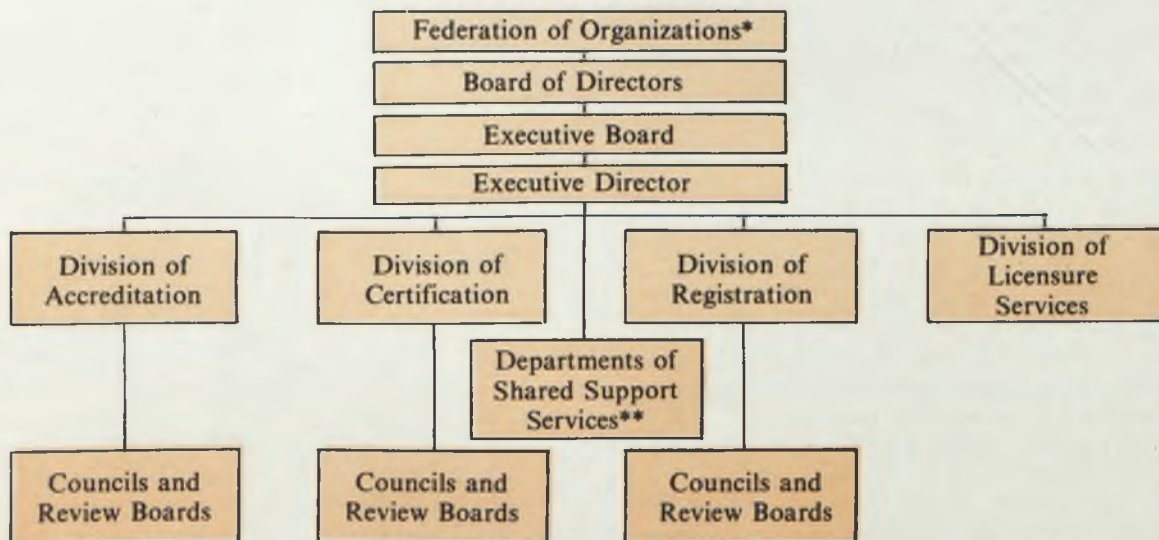 Federation of Organizations*
Board of Directors
Executive Board
Executive Director
Division of
Accreditation
Division of
Certification
Division of
Registration
Division of
Licensure
Services
Departments of
Shared Support
Services**
Councils and
Review Boards
Councils and
Review Boards
Councils and
Review Boards